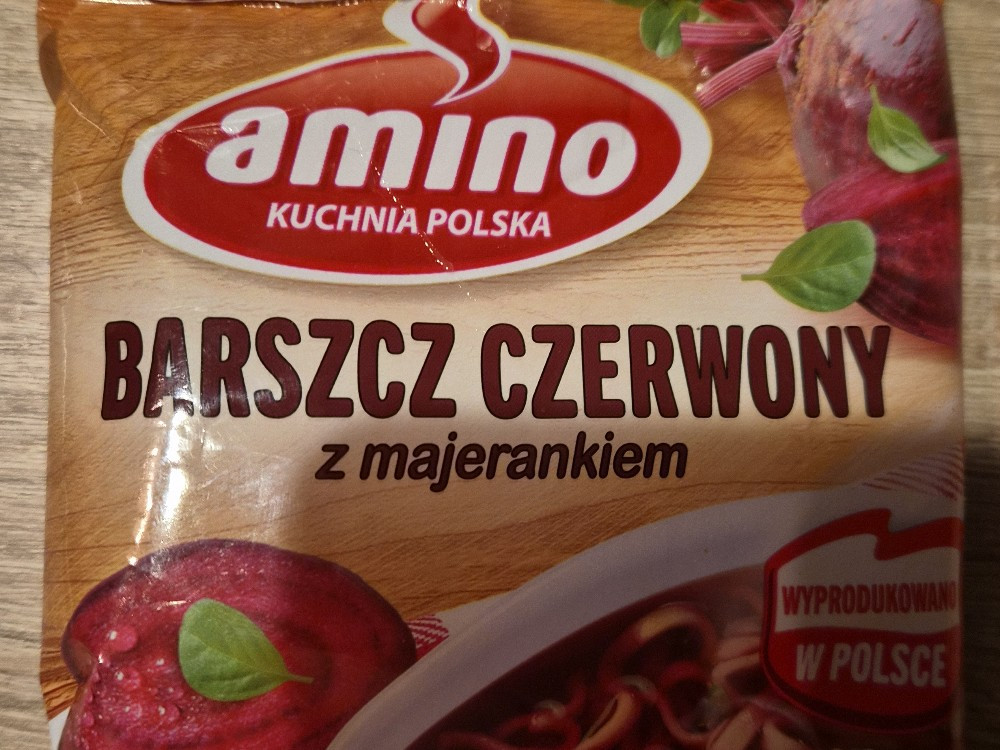 amino
KUCHNIA POLSKA
BARSZCZ CZERWONY
z majerankiem
WYPRODUKOWANO
W POLSCE